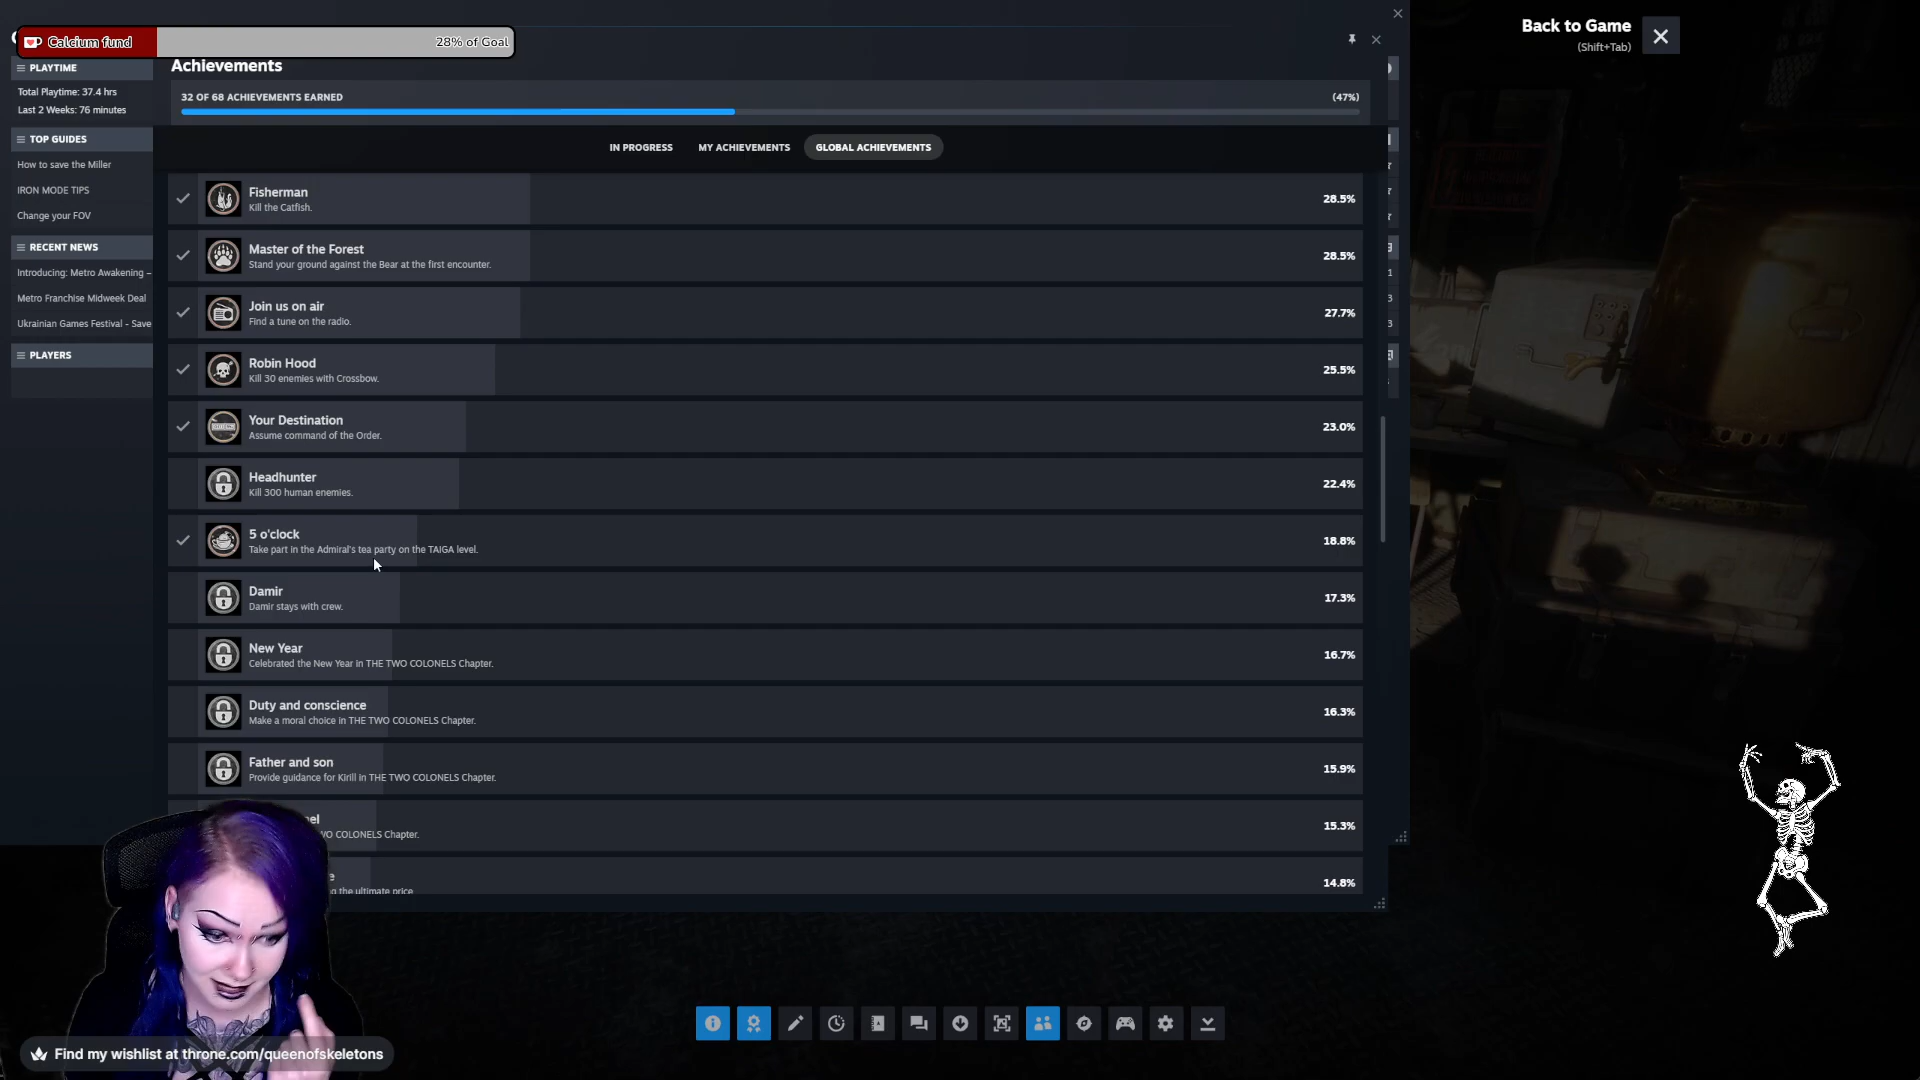 Calcium fund
28% of Goal
Back to Game
(Shift+Tab)
PLAYTIME
Total Playtime: 37.4 hrs
Last 2 Weeks: 76 minutes
TOP GUIDES
How to save the Miller
IRON MODE TIPS
Change your FOV
RECENT NEWS
Introducing: Metro Awakening –
Metro Franchise Midweek Deal
Ukrainian Games Festival - Save
PLAYERS
Achievements
32 OF 68 ACHIEVEMENTS EARNED
(47%)
IN PROGRESS
MY ACHIEVEMENTS
GLOBAL ACHIEVEMENTS
Fisherman
Kill the Catfish.
28.5%
Master of the Forest
Stand your ground against the Bear at the first encounter.
28.5%
Join us on air
Find a tune on the radio.
27.7%
Robin Hood
Kill 30 enemies with Crossbow.
25.5%
Your Destination
Assume command of the Order.
23.0%
Headhunter
Kill 300 human enemies.
22.4%
5 o'clock
Take part in the Admiral's tea party on the TAIGA level.
18.8%
Damir
Damir stays with crew.
17.3%
New Year
Celebrated the New Year in THE TWO COLONELS Chapter.
16.7%
Duty and conscience
Make a moral choice in THE TWO COLONELS Chapter.
16.3%
Father and son
Provide guidance for Kirill in THE TWO COLONELS Chapter.
15.9%
COLONELS Chapter.
15.3%
the ultimate price
14.8%
Find my wishlist at throne.com/queenofskeletons